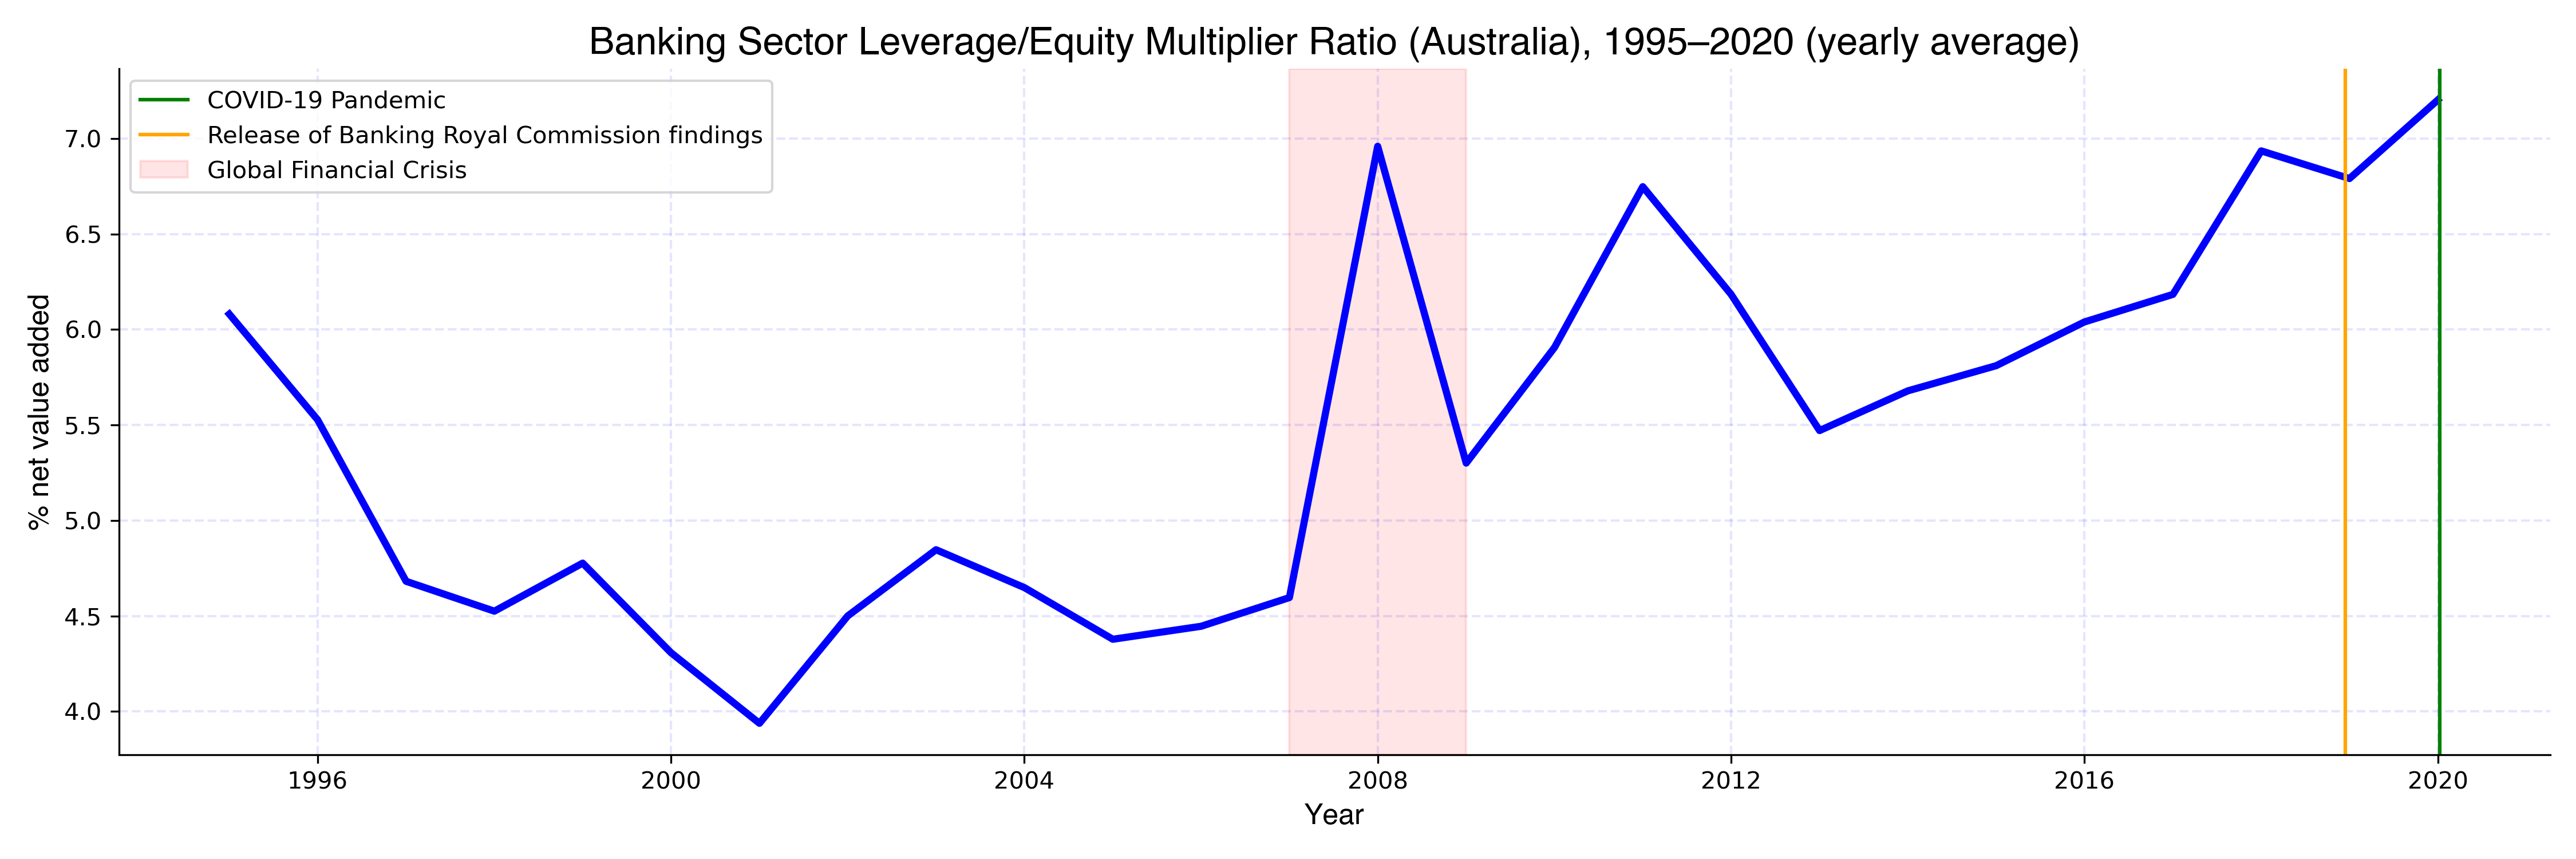 Banking Sector Leverage/Equity Multiplier Ratio (Australia), 1995–2020 (yearly average)
COVID-19 Pandemic
Release of Banking Royal Commission findings
Global Financial Crisis
% net value added
7.0
6.5
6.0
5.5
5.0
4.5
4.0
1996 2000 2004 2008 2012 2016 2020
Year